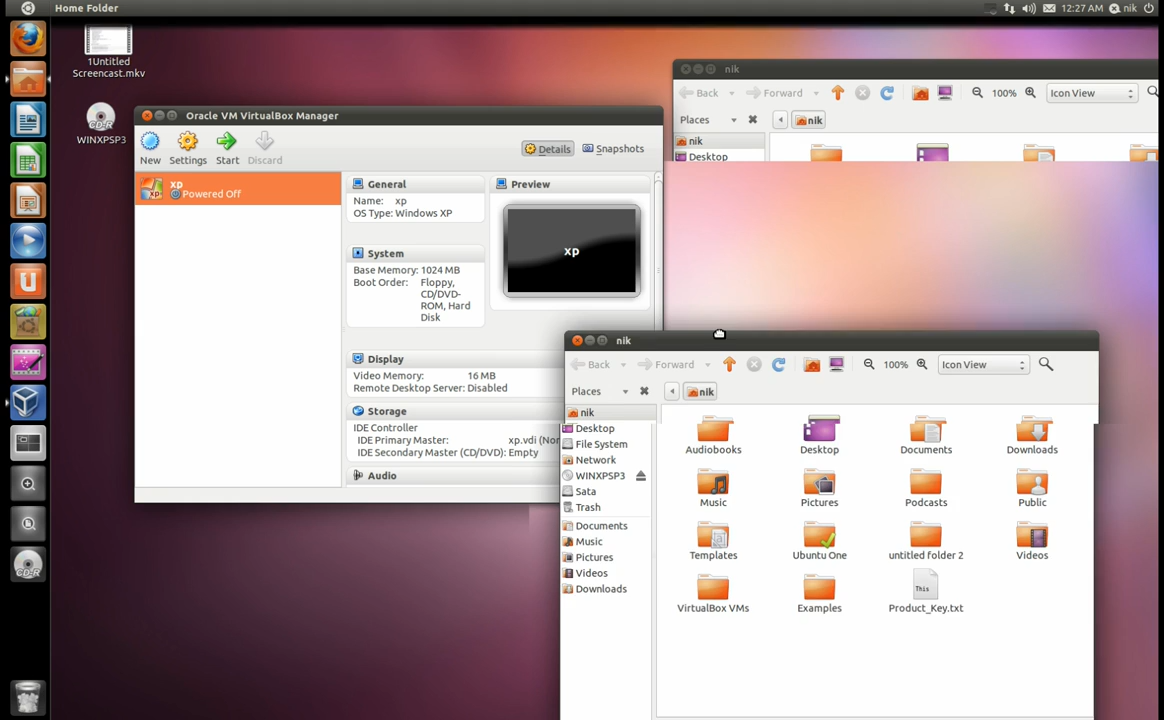 Home Folder
12:27 AM
nik
1Untitled
Screencast.mkv
CD-R
WINXPSP3
Oracle VM VirtualBox Manager
New
Settings
Start
Discard
Details
Snapshots
xp
Powered Off
General
Name: xp
OS Type: Windows XP
System
Base Memory: 1024 MB
Boot Order: Floppy,
CD/DVD-
ROM, Hard
Disk
Display
Video Memory: 16 MB
Remote Desktop Server: Disabled
Storage
IDE Controller
IDE Primary Master: xp.vdi (Nor
IDE Secondary Master (CD/DVD): Empty
Audio
Preview
xp
nik
Back
Forward
100%
Icon View
Places
nik
nik
Desktop
nik
Back
Forward
100%
Icon View
Places
nik
nik
Desktop
File System
Network
WINXPSP3
Sata
Trash
Documents
Music
Pictures
Videos
Downloads
Audiobooks
Desktop
Documents
Downloads
Music
Pictures
Podcasts
Public
Templates
Ubuntu One
untitled folder 2
Videos
VirtualBox VMs
Examples
This
Product_Key.txt
CD-R